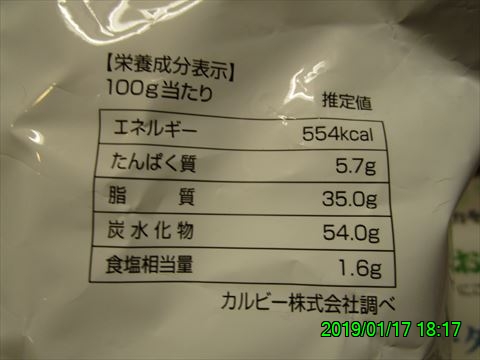 【栄養成分表示】
100g当たり 推定値
エネルギー 554kcal
たんぱく質 5.7g
脂 質 35.0g
炭水化物 54.0g
食塩相当量 1.6g
カルビー株式会社調べ
2019/01/17 18:17